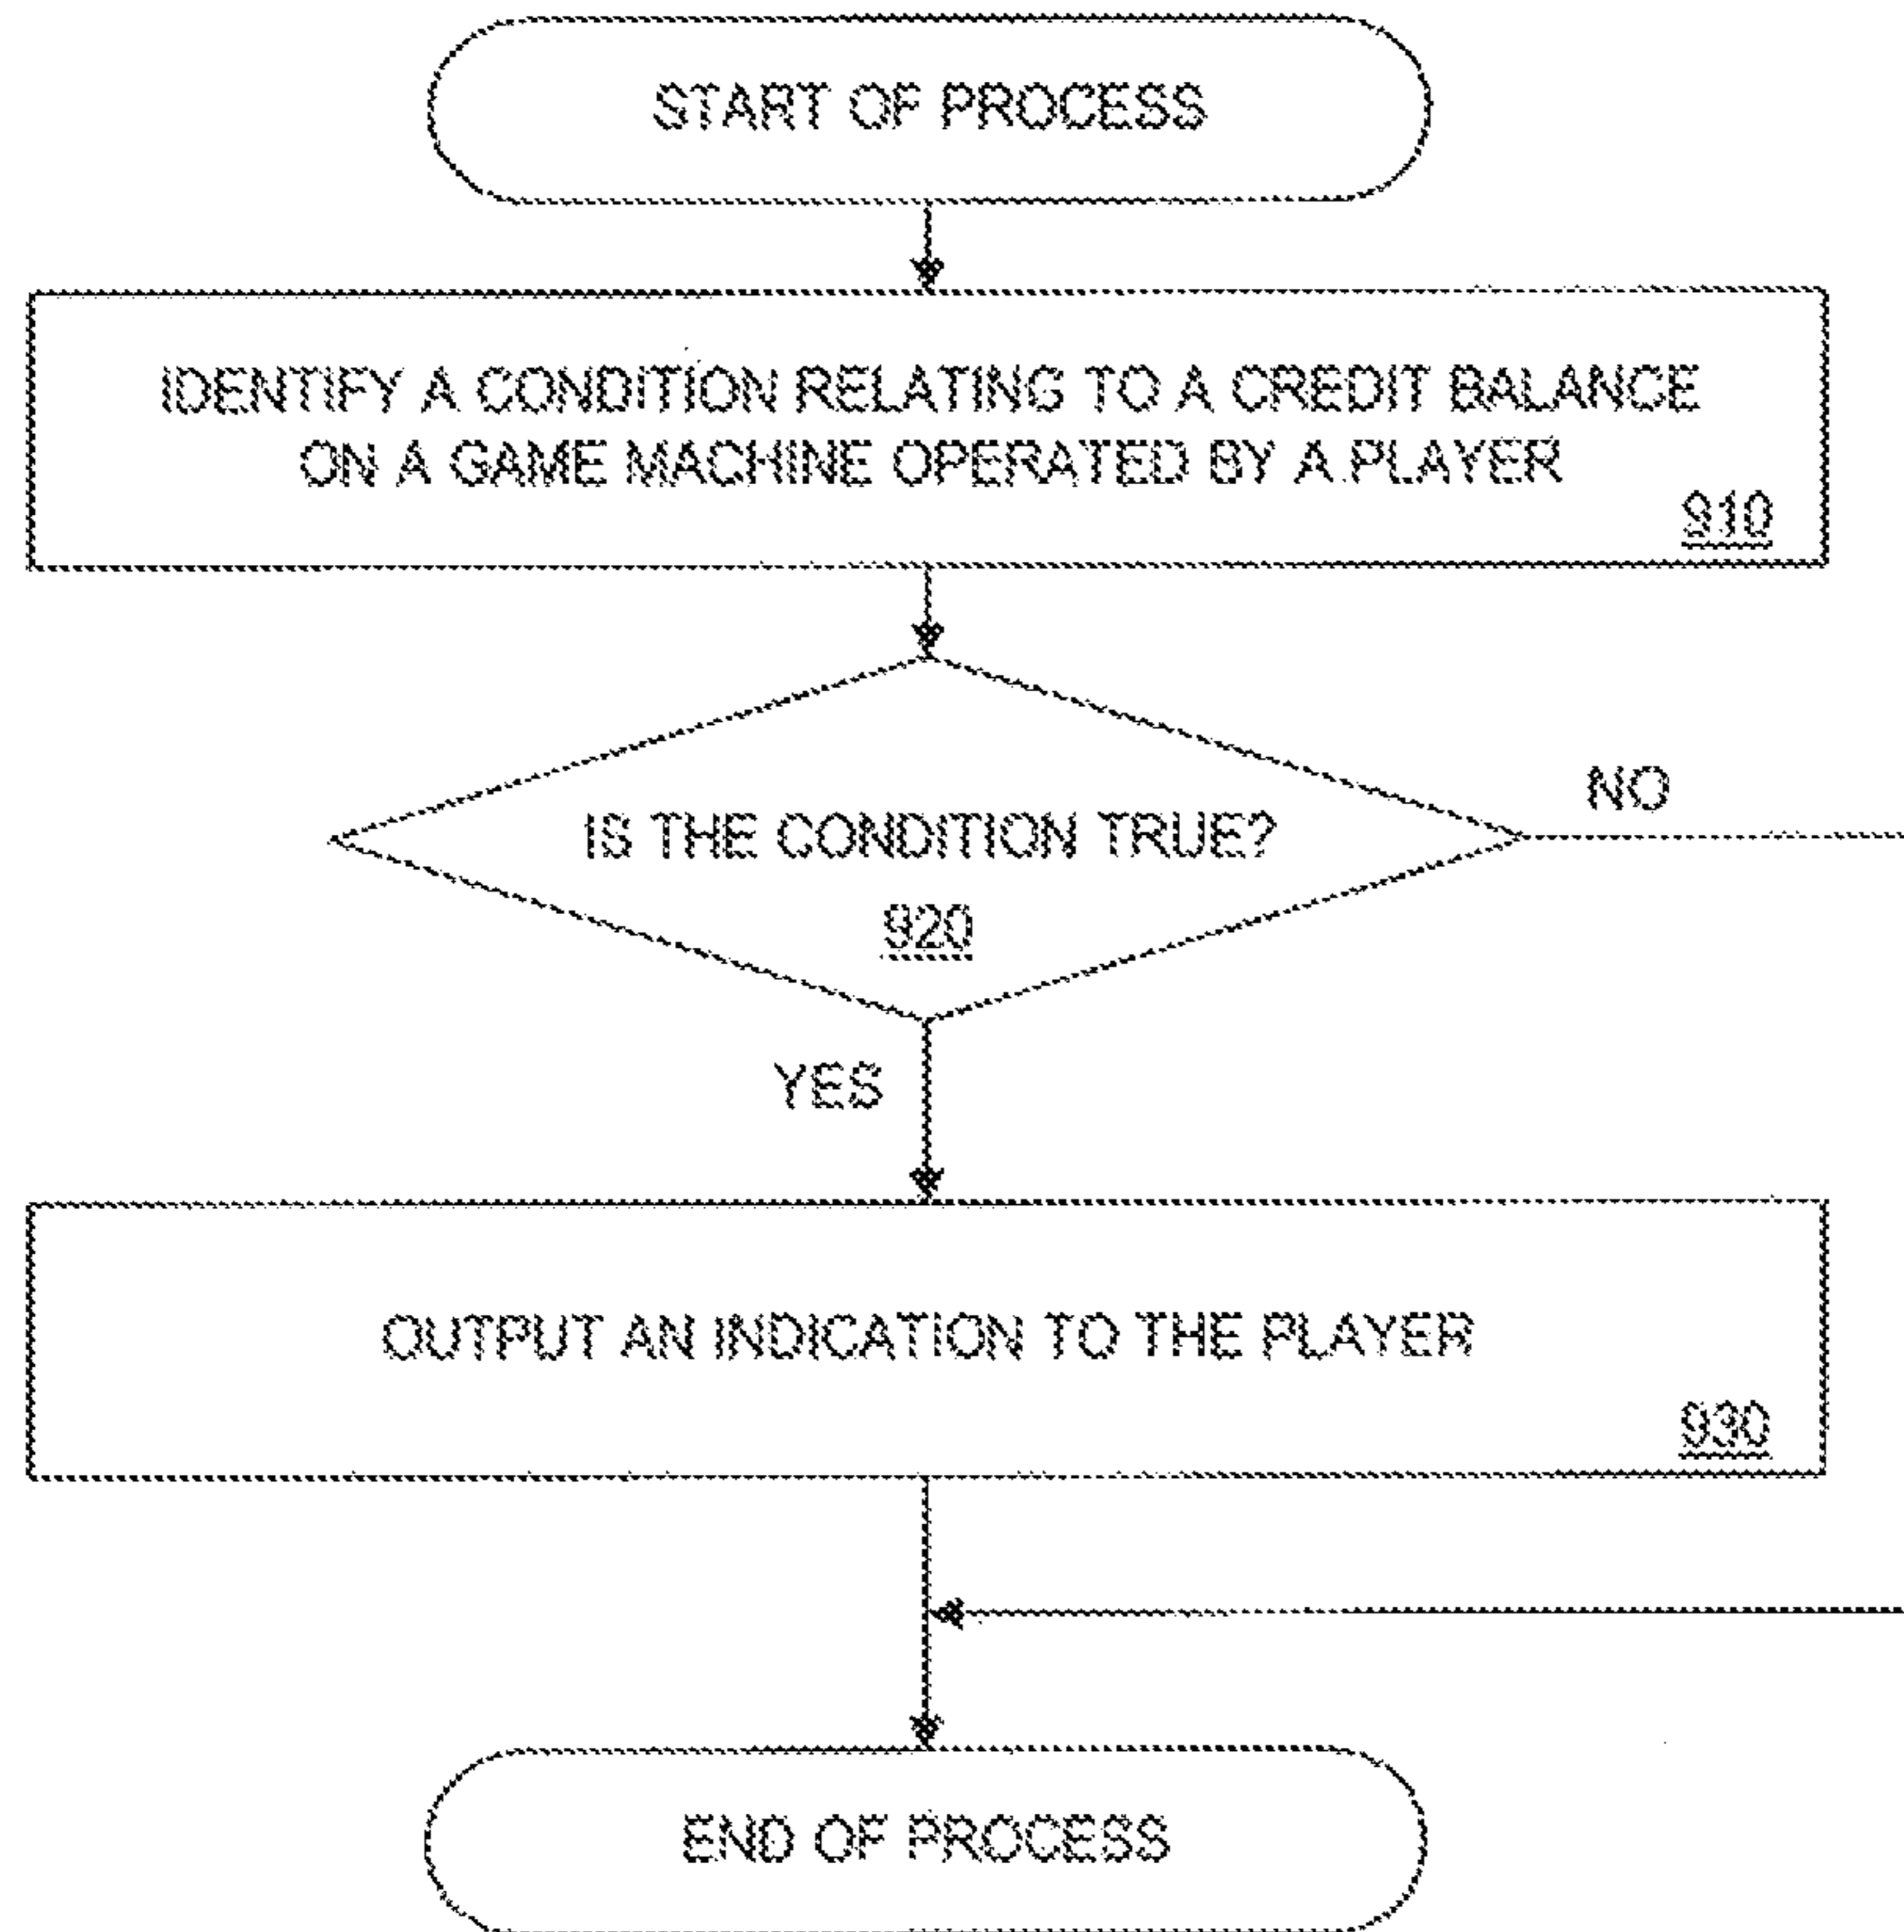 START OF PROCESS
IDENTIFY A CONDITION RELATING TO A CREDIT BALANCE
ON A GAME MACHINE OPERATED BY A PLAYER
910
IS THE CONDITION TRUE?
NO
920
YES
OUTPUT AN INDICATION TO THE PLAYER
930
END OF PROCESS